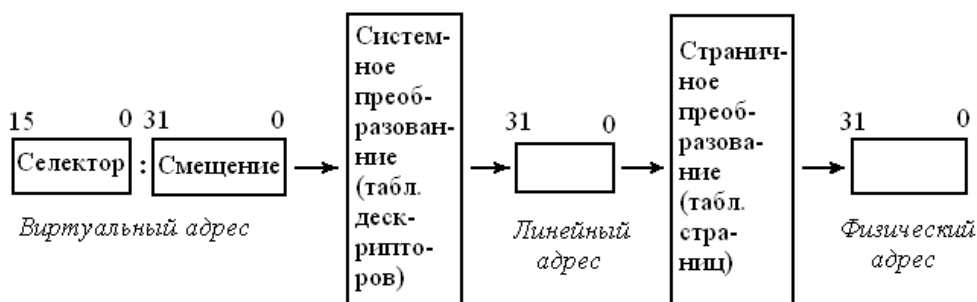 15 0 31 0
Селектор : Смещение
Виртуальный адрес
Систем-
ное
преоб-
разован-
ние
(табл.
деск-
рипто-
ров)
31 0
Линейный
адрес
Странич-
ное
преоб-
разова-
ние
(табл.
стра-
ниц)
31 0
Физический
адрес